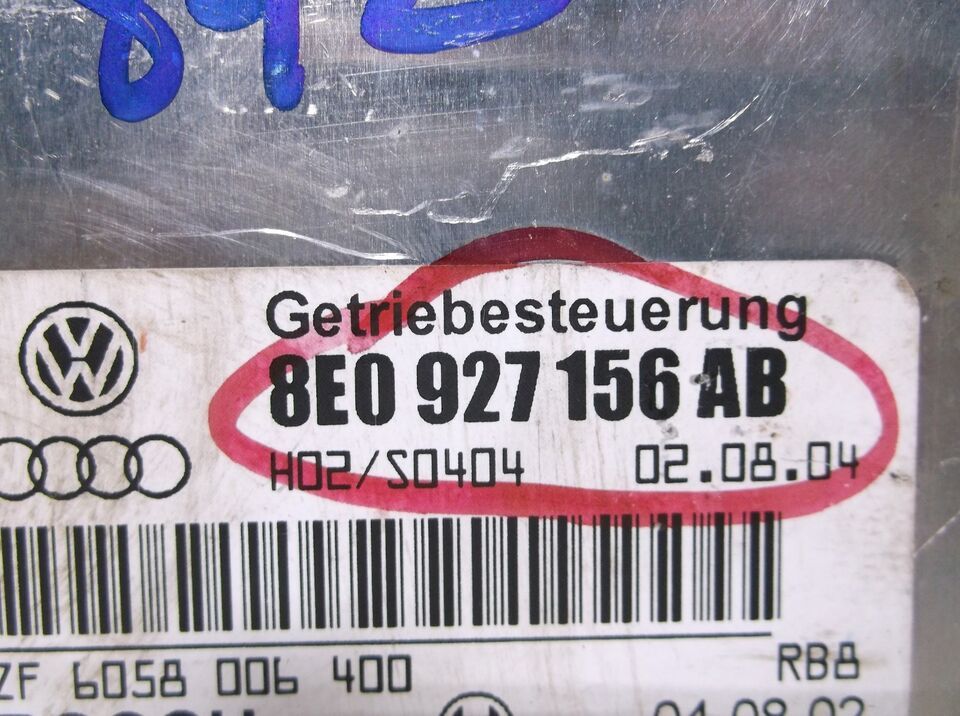 Getriebesteuerung
8E0 927 156 AB
H02/S0404 02.08.04
ZF 6058 006 400 RB8